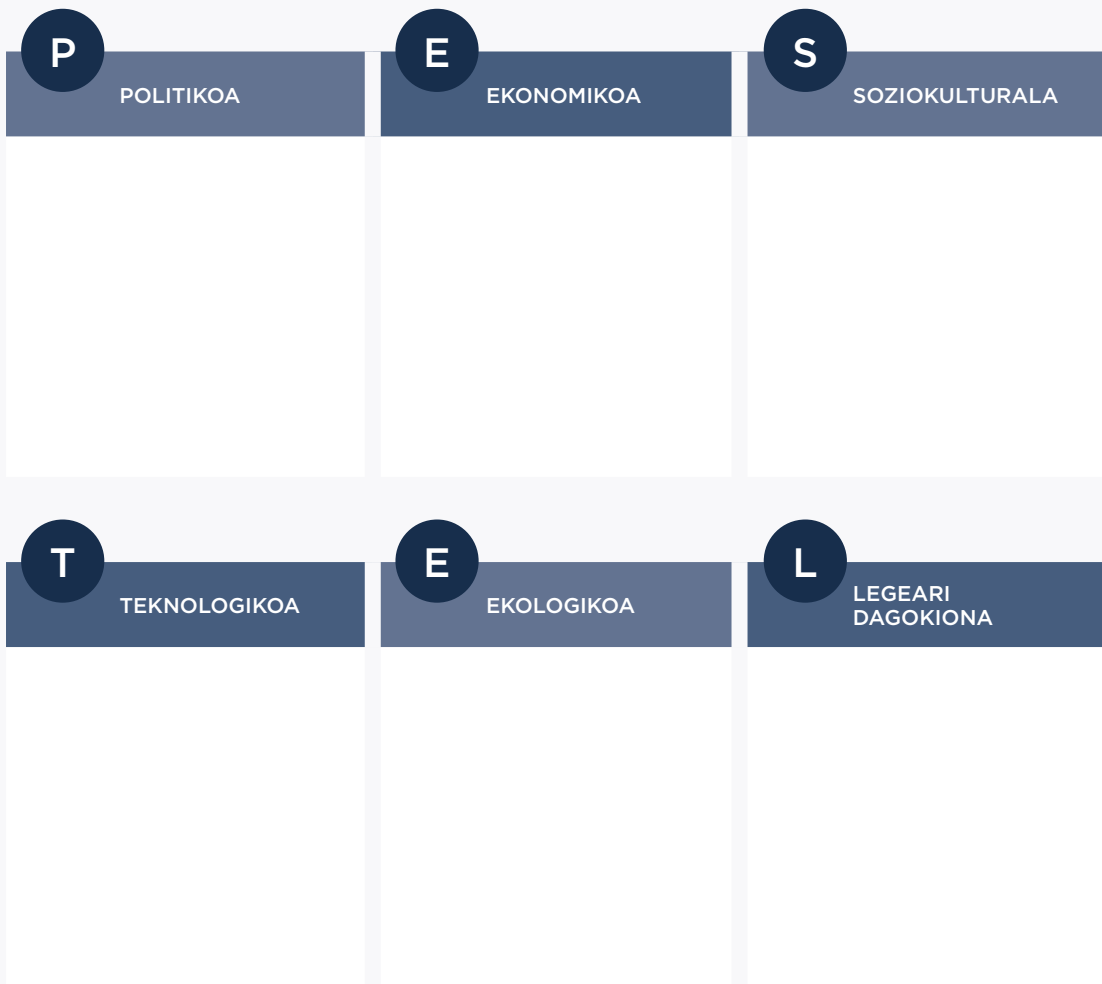 P
POLITIKOA
E
EKONOMIKOA
S
SOZIOKULTURALA
T
TEKNOLOGIKOA
E
EKOLOGIKOA
L
LEGEARI
DAGOKIONA